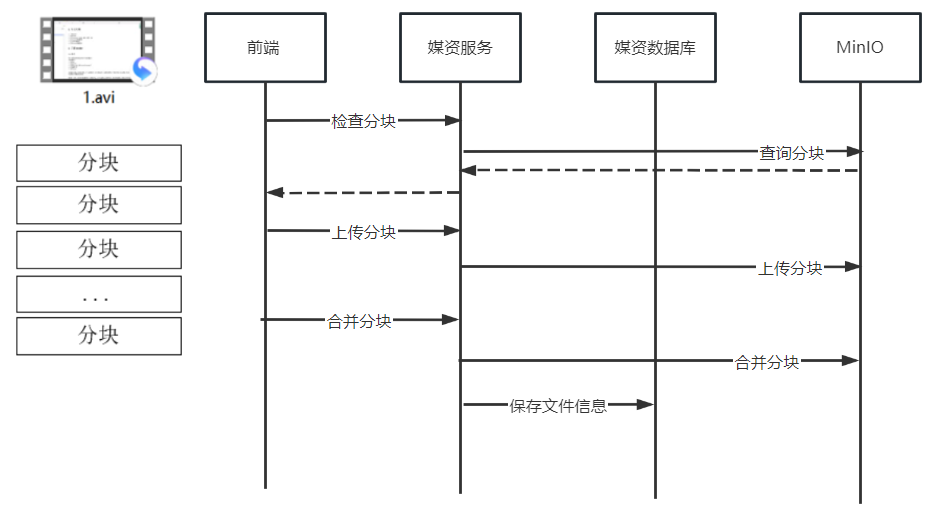 1.avi
分块
分块
分块
...
分块
前端
媒资服务
媒资数据库
MinIO
检查分块
查询分块
上传分块
上传分块
合并分块
合并分块
保存文件信息